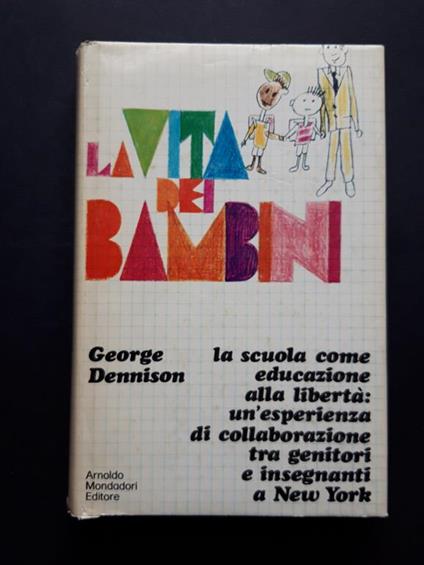 LA VITA
DEI
BAMBINI
George
Dennison
la scuola come
educazione
alla libertà:
un'esperienza
di collaborazione
tra genitori
e insegnanti
a New York
Arnoldo
Mondadori
Editore